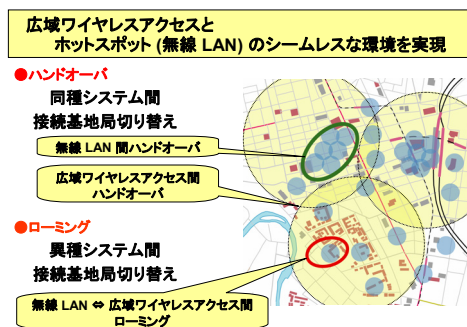 広域ワイヤレスアクセスと
ホットスポット (無線 LAN) のシームレスな環境を実現
●ハンドオーバ
同種システム間
接続基地局切り替え
無線 LAN 間ハンドオーバ
広域ワイヤレスアクセス間
ハンドオーバ
●ローミング
異種システム間
接続基地局切り替え
無線 LAN ⇔ 広域ワイヤレスアクセス間
ローミング